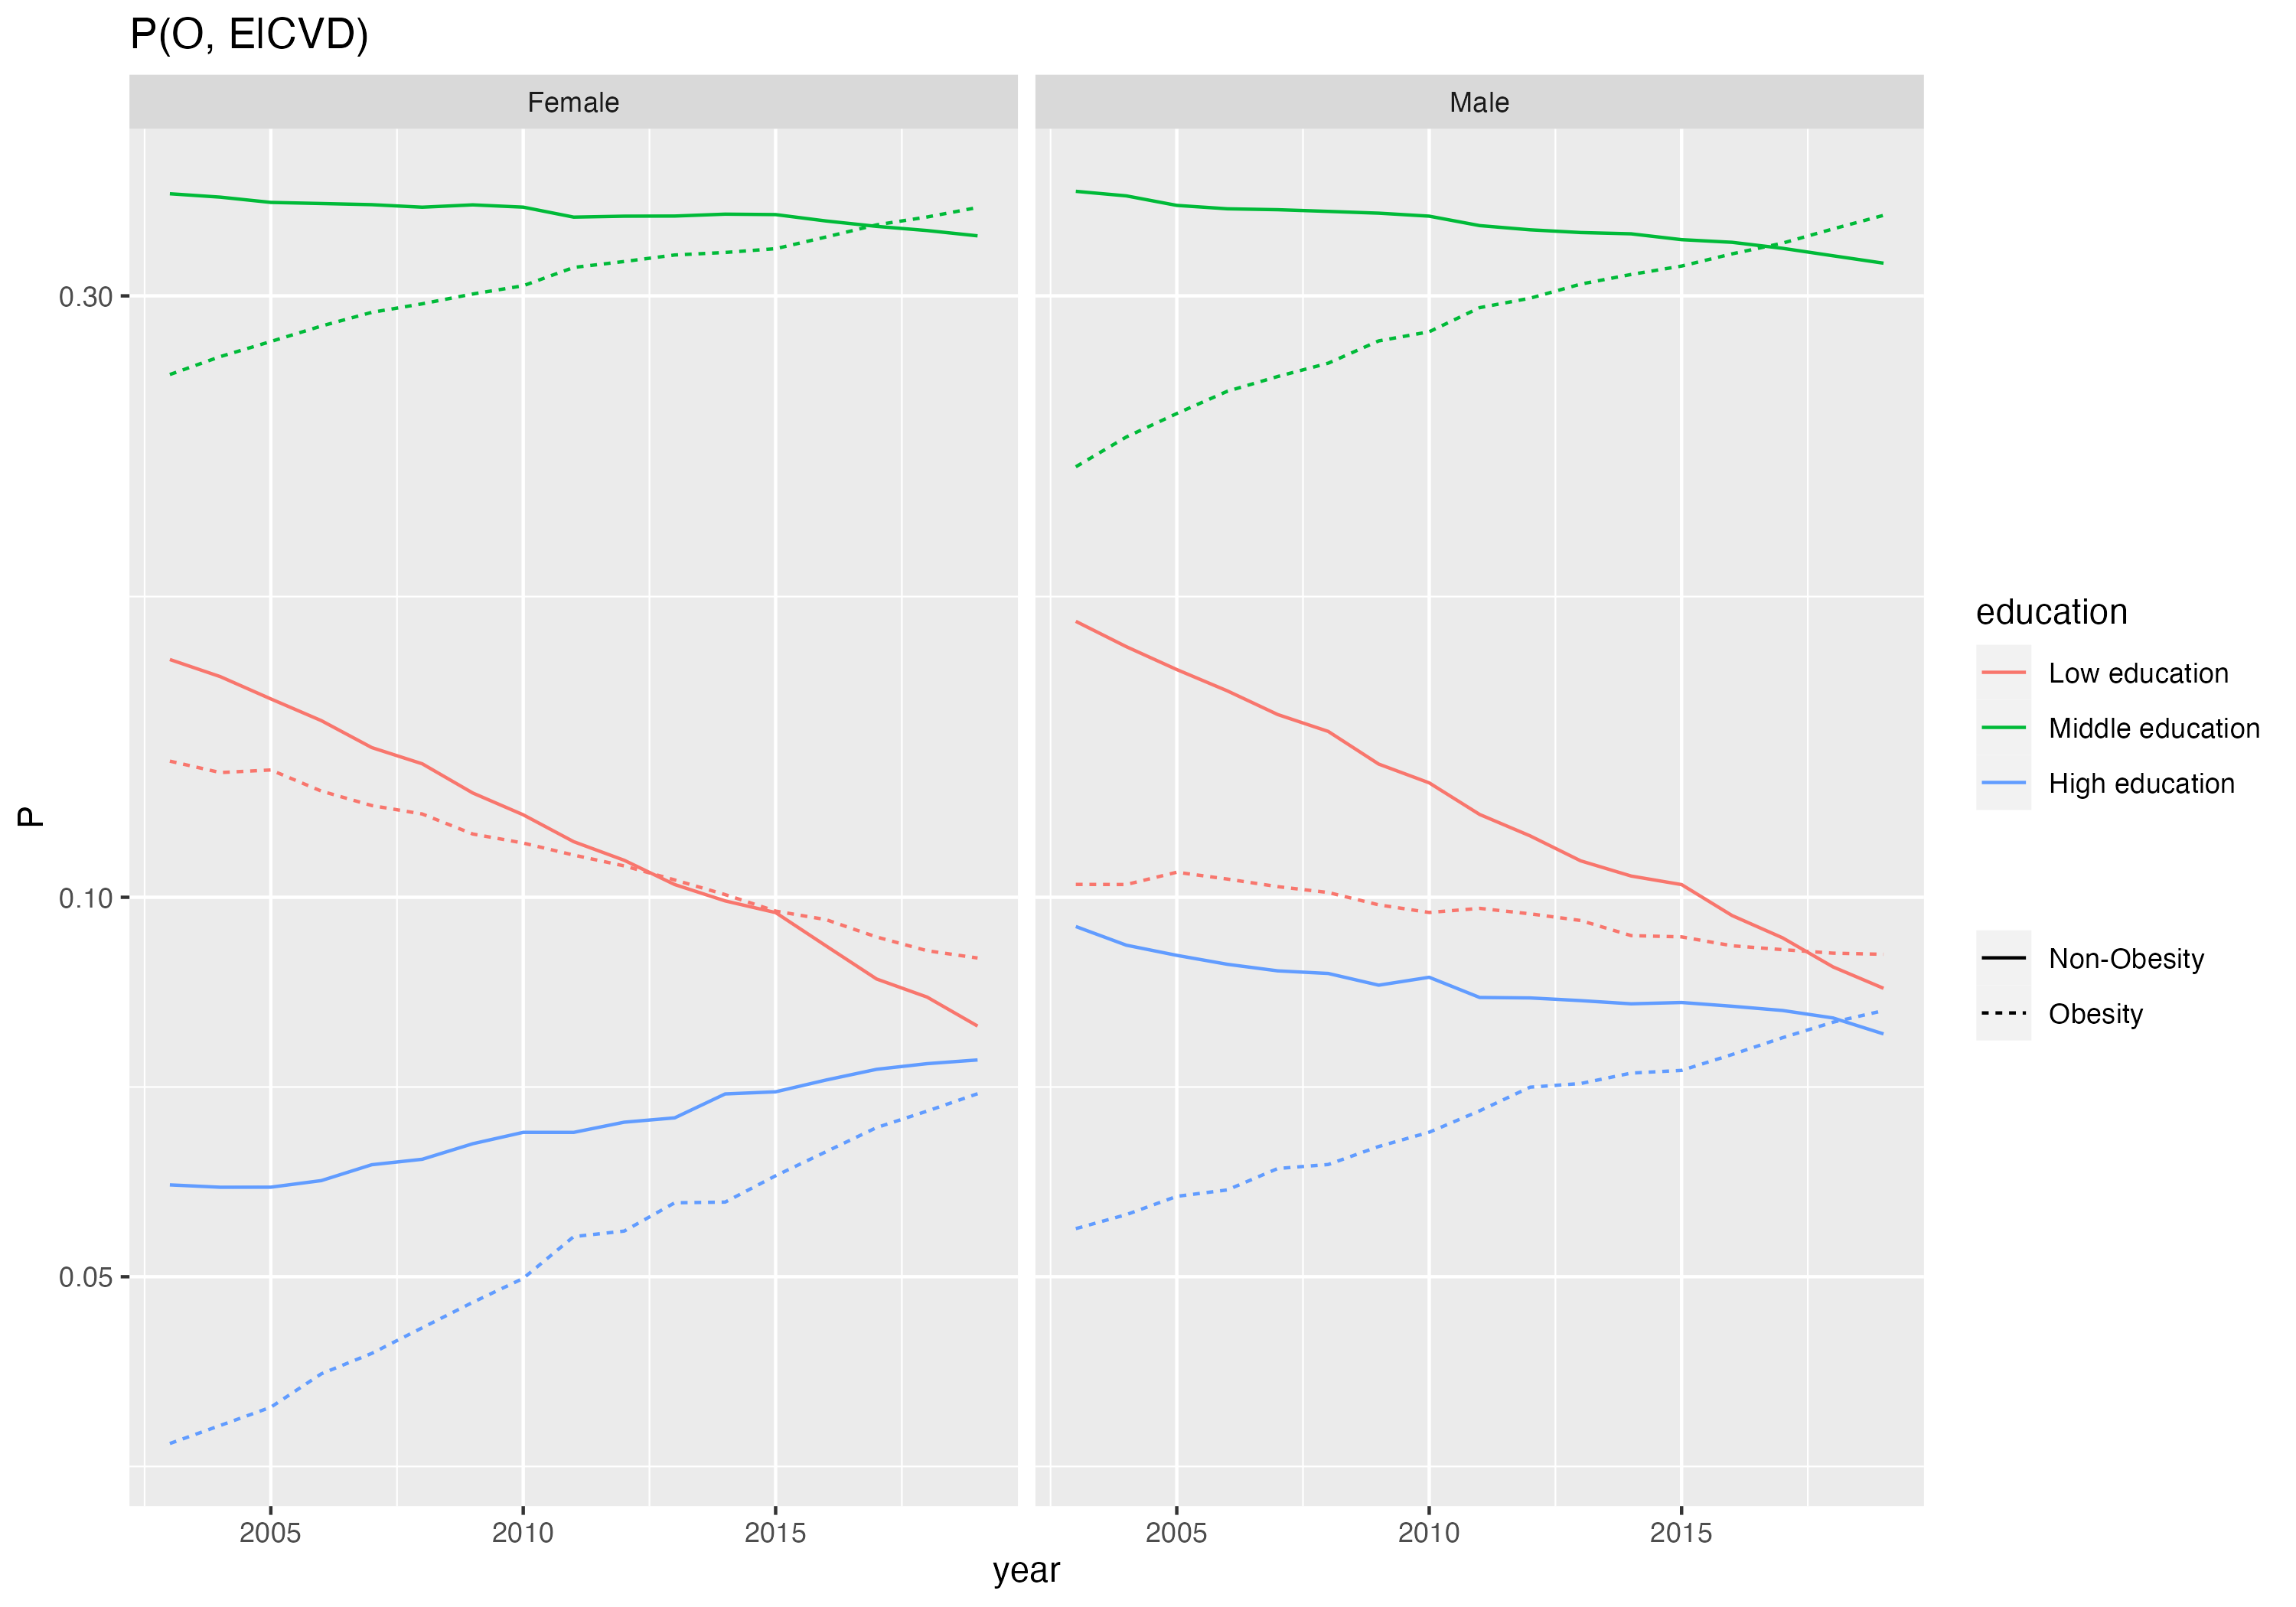 P(O, E|CVD)
Female
Male
0.30
0.10
0.05
P
2005
2010
2015
2005
2010
2015
year
education
Low education
Middle education
High education
Non-Obesity
Obesity